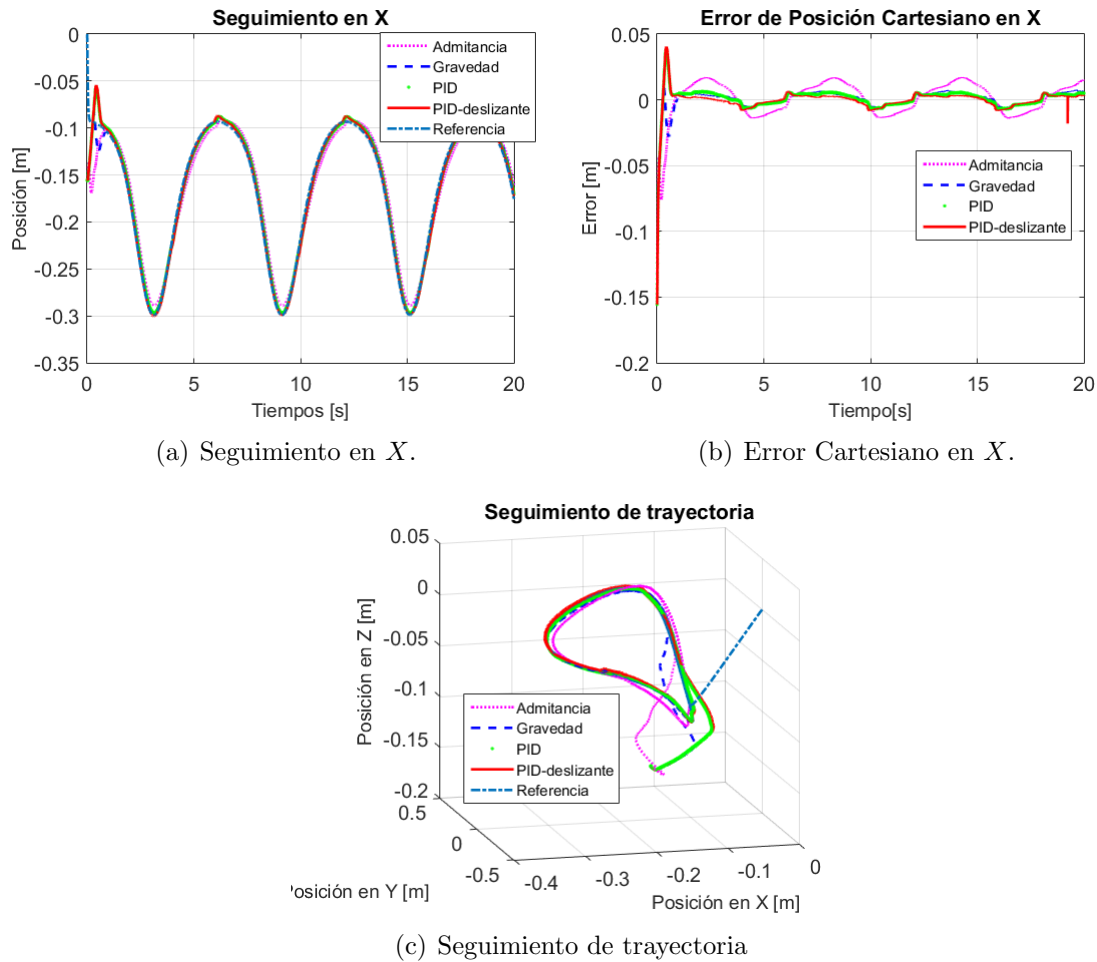 Seguimiento en X
0
-0.05
-0.1
-0.15
-0.2
-0.25
-0.3
-0.35
Posición [m]
Admitancia
Gravedad
PID
PID-deslizante
Referencia
0 5 10 15 20
Tiempos [s]
(a) Seguimiento en X.
Error de Posición Cartesiano en X
0.05
0
-0.05
-0.1
-0.15
-0.2
Error [m]
Admitancia
Gravedad
PID
PID-deslizante
0 5 10 15 20
Tiempo[s]
(b) Error Cartesiano en X.
Seguimiento de trayectoria
0.05
0
-0.05
-0.1
-0.15
-0.2
Posición en Z [m]
Admitancia
Gravedad
PID
PID-deslizante
Referencia
0.5
0
-0.5
osición en Y [m]
-0.4 -0.3 -0.2 -0.1 0
Posición en X [m]
(c) Seguimiento de trayectoria